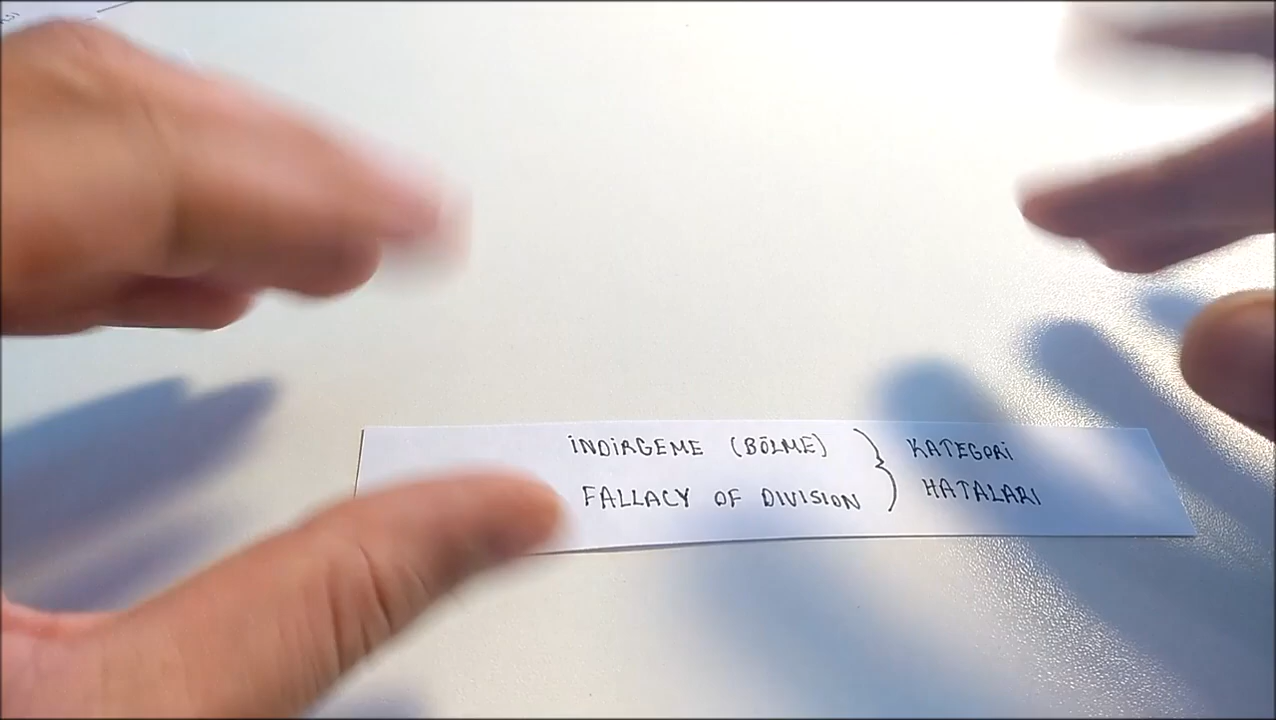 İNDİRGEME (BÖLME) } KATEGORİ
FALLACY OF DIVISION } HATALARI